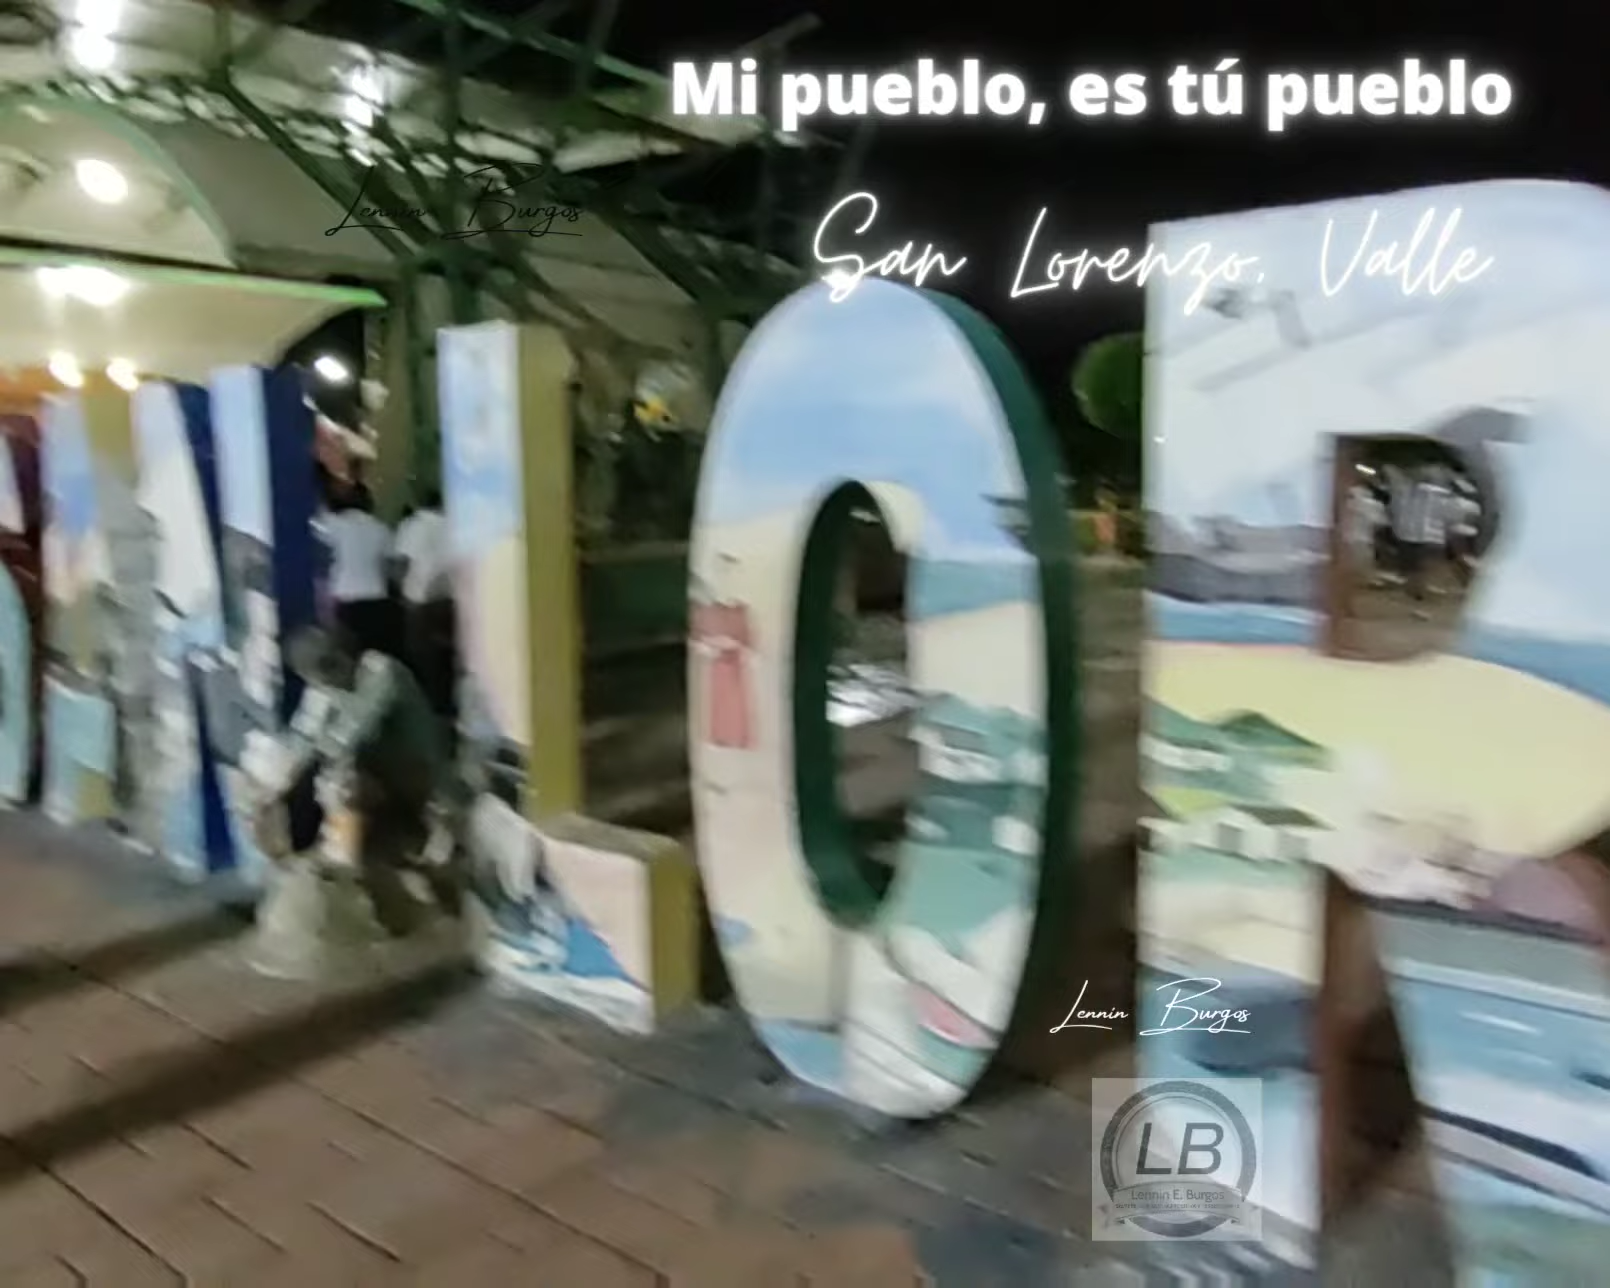 Mi pueblo, es tú pueblo
Lennin Burgos
San Lorenzo, Valle
L
O
R
Lennin Burgos
LB
Lennin E. Burgos